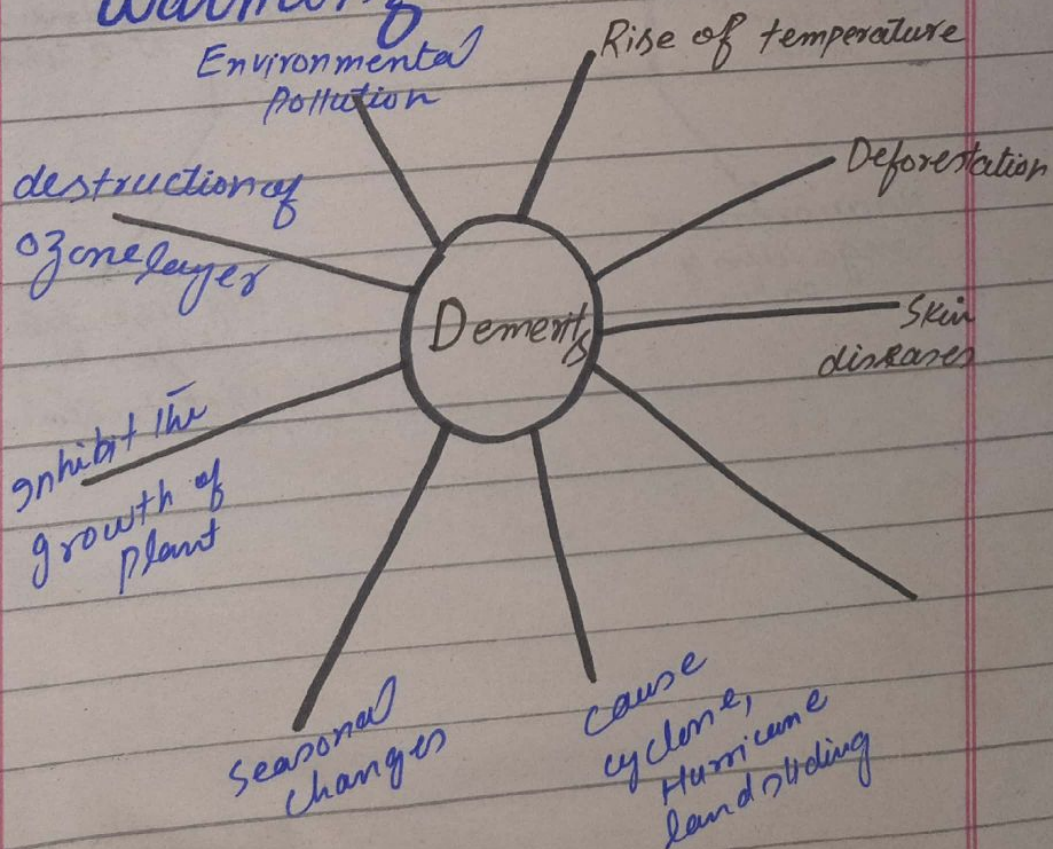 Warming
Environmental
Pollution
Rise of temperature
Deforestation
destruction of
ozone layer
Demerits
Skin
diseases
inhibit the
growth of
plant
Seasonal
changes
cause
cyclone,
Hurricane
landsliding